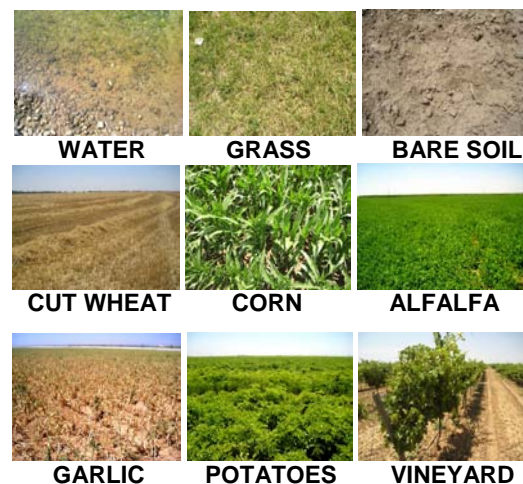 WATER GRASS BARE SOIL
CUT WHEAT CORN ALFALFA
GARLIC POTATOES VINEYARD